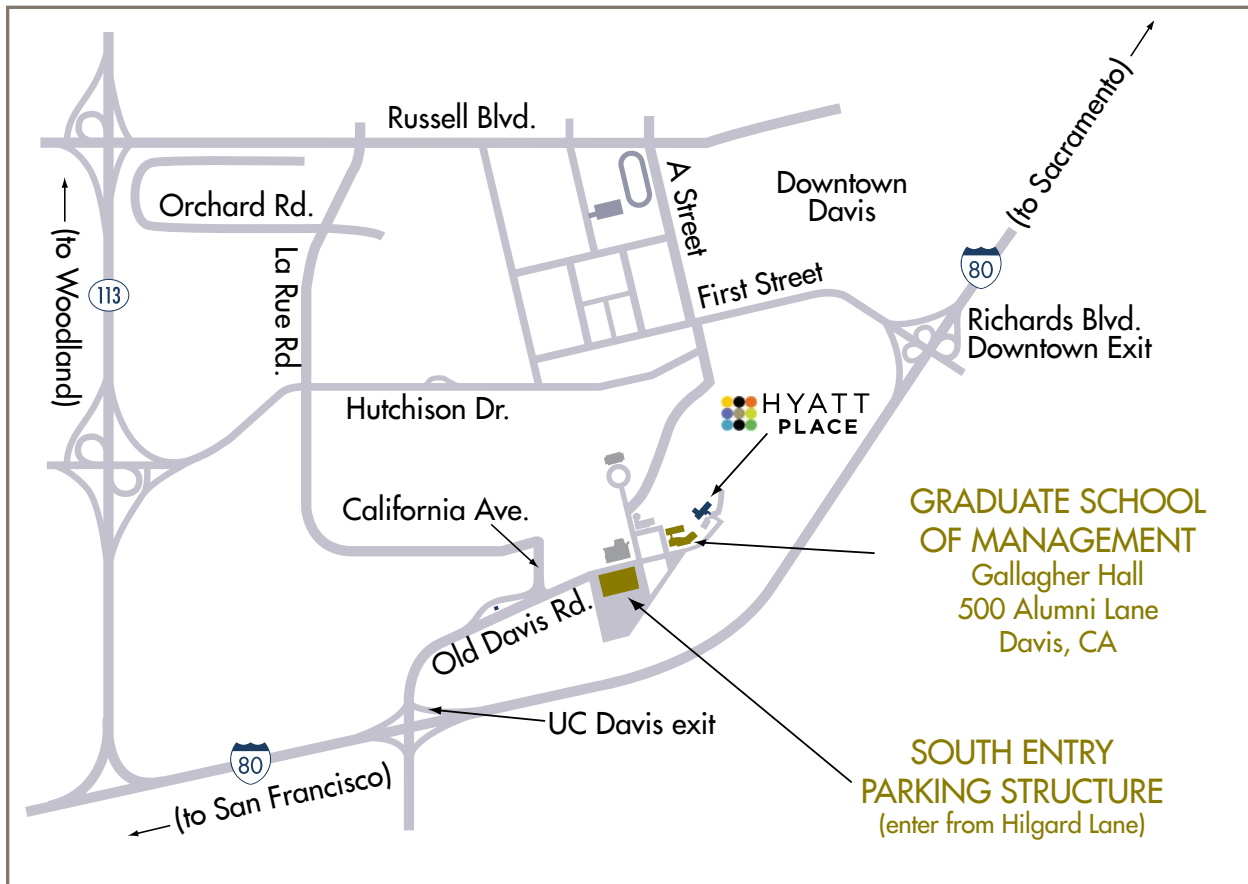 Russell Blvd.
(to Sacramento)
A Street
Downtown
Davis
Orchard Rd.
(to Woodland)
113
La Rue Rd.
First Street
80
Richards Blvd.
Downtown Exit
Hutchison Dr.
HYATT
PLACE
California Ave.
GRADUATE SCHOOL
OF MANAGEMENT
Gallagher Hall
500 Alumni Lane
Davis, CA
Old Davis Rd.
UC Davis exit
80
(to San Francisco)
SOUTH ENTRY
PARKING STRUCTURE
(enter from Hilgard Lane)